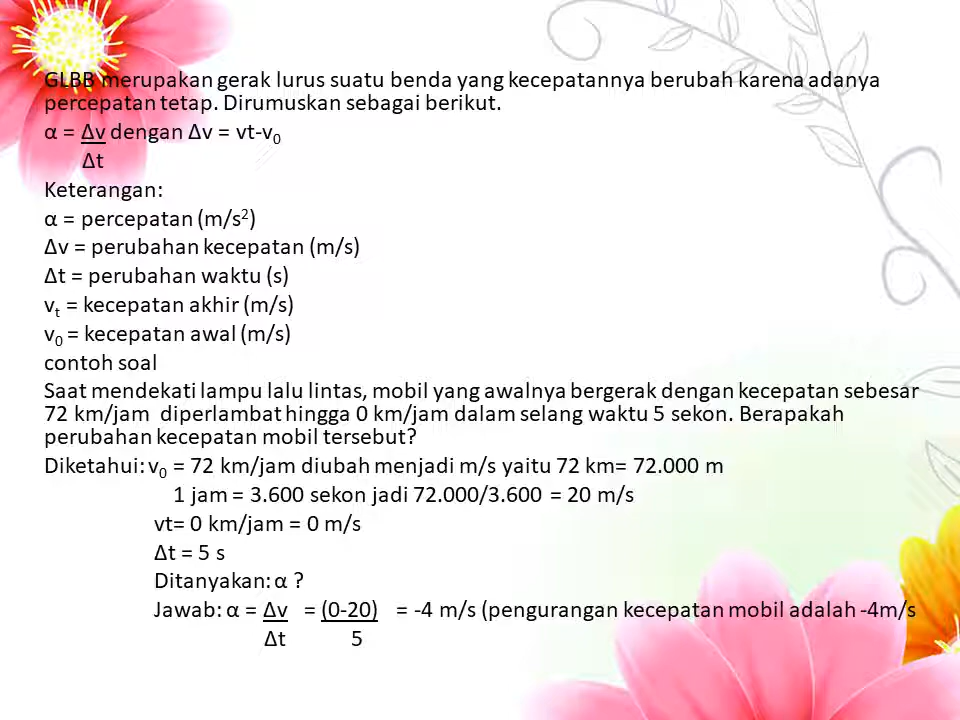 GLBB merupakan gerak lurus suatu benda yang kecepatannya berubah karena adanya
percepatan tetap. Dirumuskan sebagai berikut.
α = Δv dengan Δv = vt-v₀
Δt
Keterangan:
α = percepatan (m/s²)
Δv = perubahan kecepatan (m/s)
Δt = perubahan waktu (s)
vₜ = kecepatan akhir (m/s)
v₀ = kecepatan awal (m/s)
contoh soal
Saat mendekati lampu lalu lintas, mobil yang awalnya bergerak dengan kecepatan sebesar
72 km/jam diperlambat hingga 0 km/jam dalam selang waktu 5 sekon. Berapakah
perubahan kecepatan mobil tersebut?
Diketahui: v₀ = 72 km/jam diubah menjadi m/s yaitu 72 km= 72.000 m
1 jam = 3.600 sekon jadi 72.000/3.600 = 20 m/s
vt= 0 km/jam = 0 m/s
Δt = 5 s
Ditanyakan: α ?
Jawab: α = Δv = (0-20) = -4 m/s (pengurangan kecepatan mobil adalah -4m/s
Δt 5